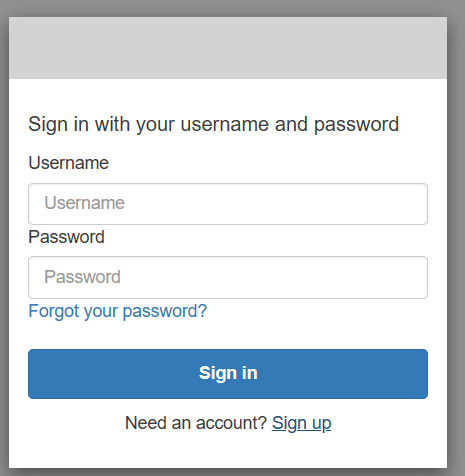 Sign in with your username and password
Username
Username
Password
Password
Forgot your password?
Sign in
Need an account? Sign up